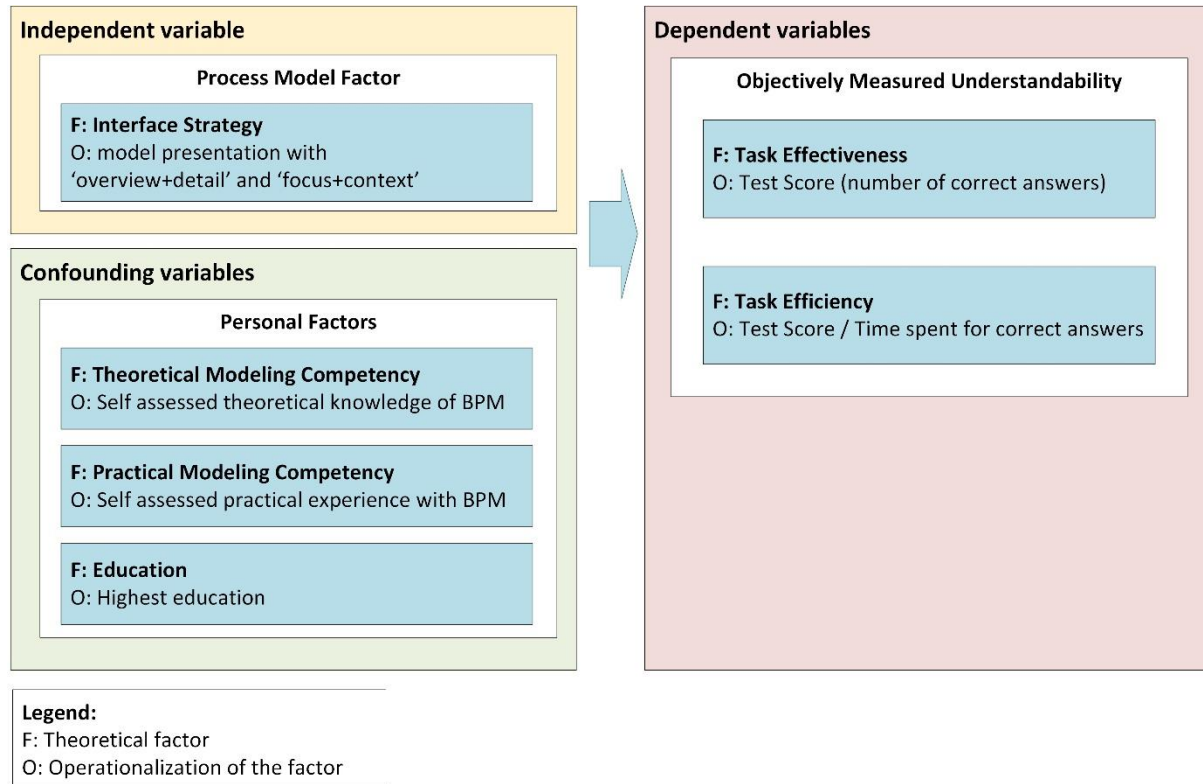 Independent variable
Process Model Factor
F: Interface Strategy
O: model presentation with
‘overview+detail’ and ‘focus+context’
Confounding variables
Personal Factors
F: Theoretical Modeling Competency
O: Self assessed theoretical knowledge of BPM
F: Practical Modeling Competency
O: Self assessed practical experience with BPM
F: Education
O: Highest education
Dependent variables
Objectively Measured Understandability
F: Task Effectiveness
O: Test Score (number of correct answers)
F: Task Efficiency
O: Test Score / Time spent for correct answers
Legend:
F: Theoretical factor
O: Operationalization of the factor